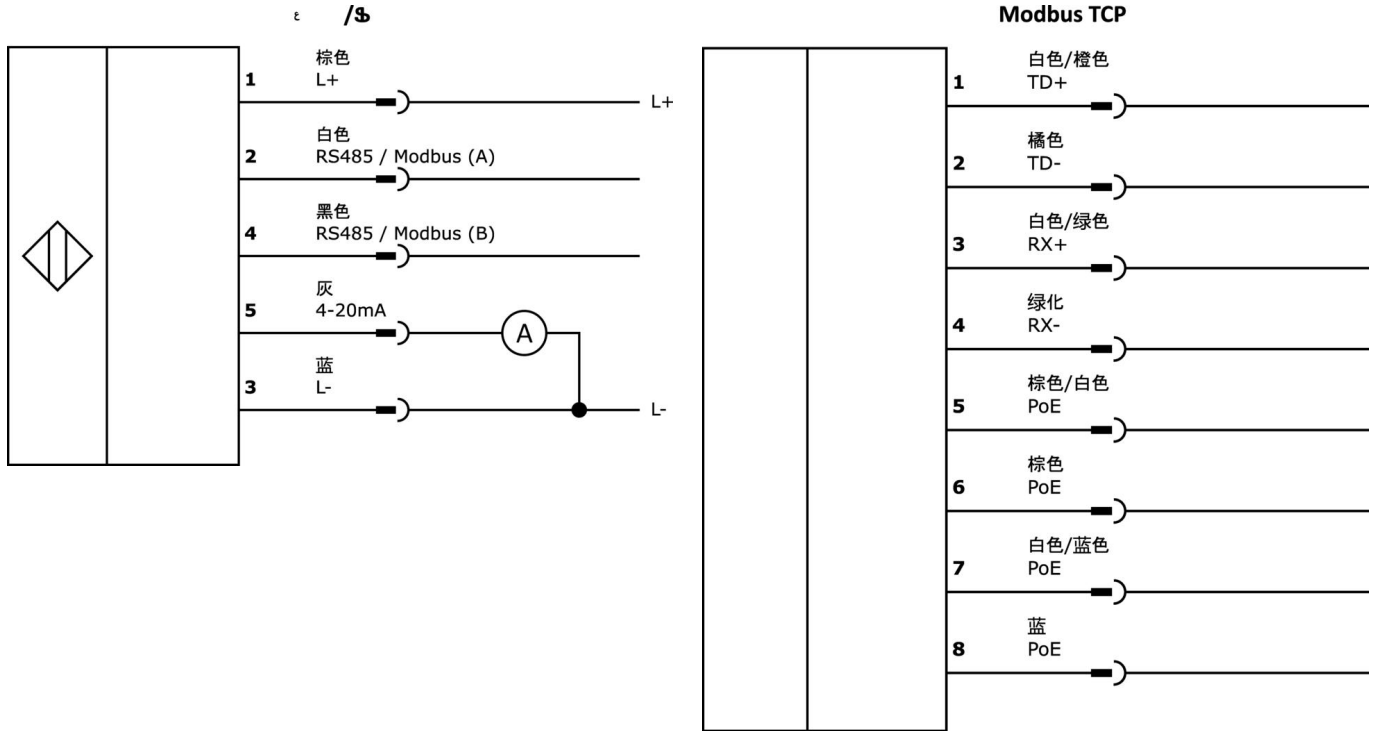 棕色
1 L+
L+
白色
2 RS485 / Modbus (A)
黑色
4 RS485 / Modbus (B)
灰
5 4-20mA
A
蓝
3 L-
L-
Modbus TCP
白色/橙色
1 TD+
橘色
2 TD-
白色/绿色
3 RX+
绿化
4 RX-
棕色/白色
5 PoE
棕色
6 PoE
白色/蓝色
7 PoE
蓝
8 PoE